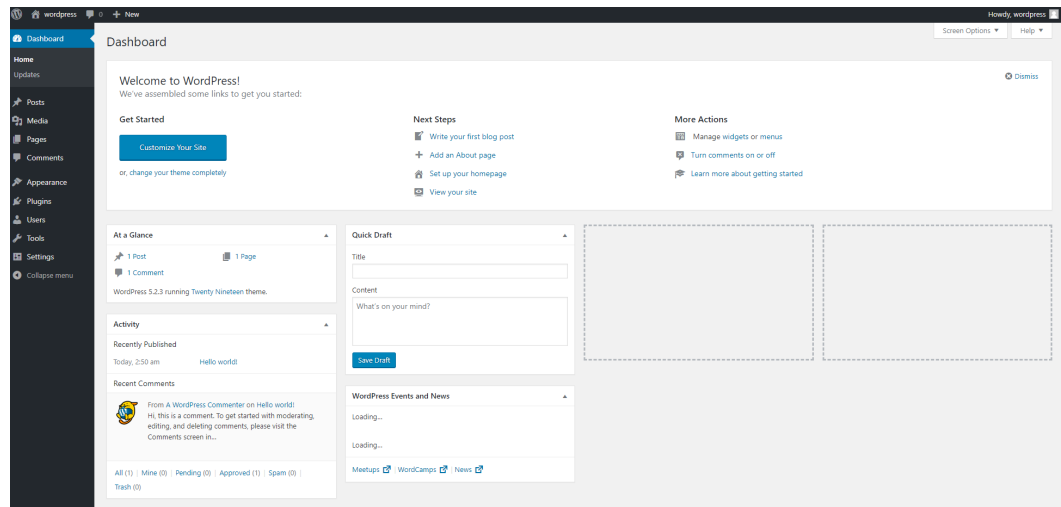 wordpress 0 + New Howdy, wordpress
Screen Options Help
Dashboard
Home
Updates
Posts
Media
Pages
Comments
Appearance
Plugins
Users
Tools
Settings
Collapse menu
Dashboard
Welcome to WordPress!
We've assembled some links to get you started:
Dismiss
Get Started
Customize Your Site
or, change your theme completely
Next Steps
Write your first blog post
Add an About page
Set up your homepage
View your site
More Actions
Manage widgets or menus
Turn comments on or off
Learn more about getting started
At a Glance
1 Post 1 Page
1 Comment
WordPress 5.2.3 running Twenty Nineteen theme.
Activity
Recently Published
Today, 2:50 am Hello world!
Recent Comments
From A WordPress Commenter on Hello world!
Hi, this is a comment. To get started with moderating,
editing, and deleting comments, please visit the
Comments screen in...
All (1) | Mine (0) | Pending (0) | Approved (1) | Spam (0) |
Trash (0)
Quick Draft
Title
Content
What's on your mind?
Save Draft
WordPress Events and News
Loading...
Loading...
Meetups | WordCamps | News